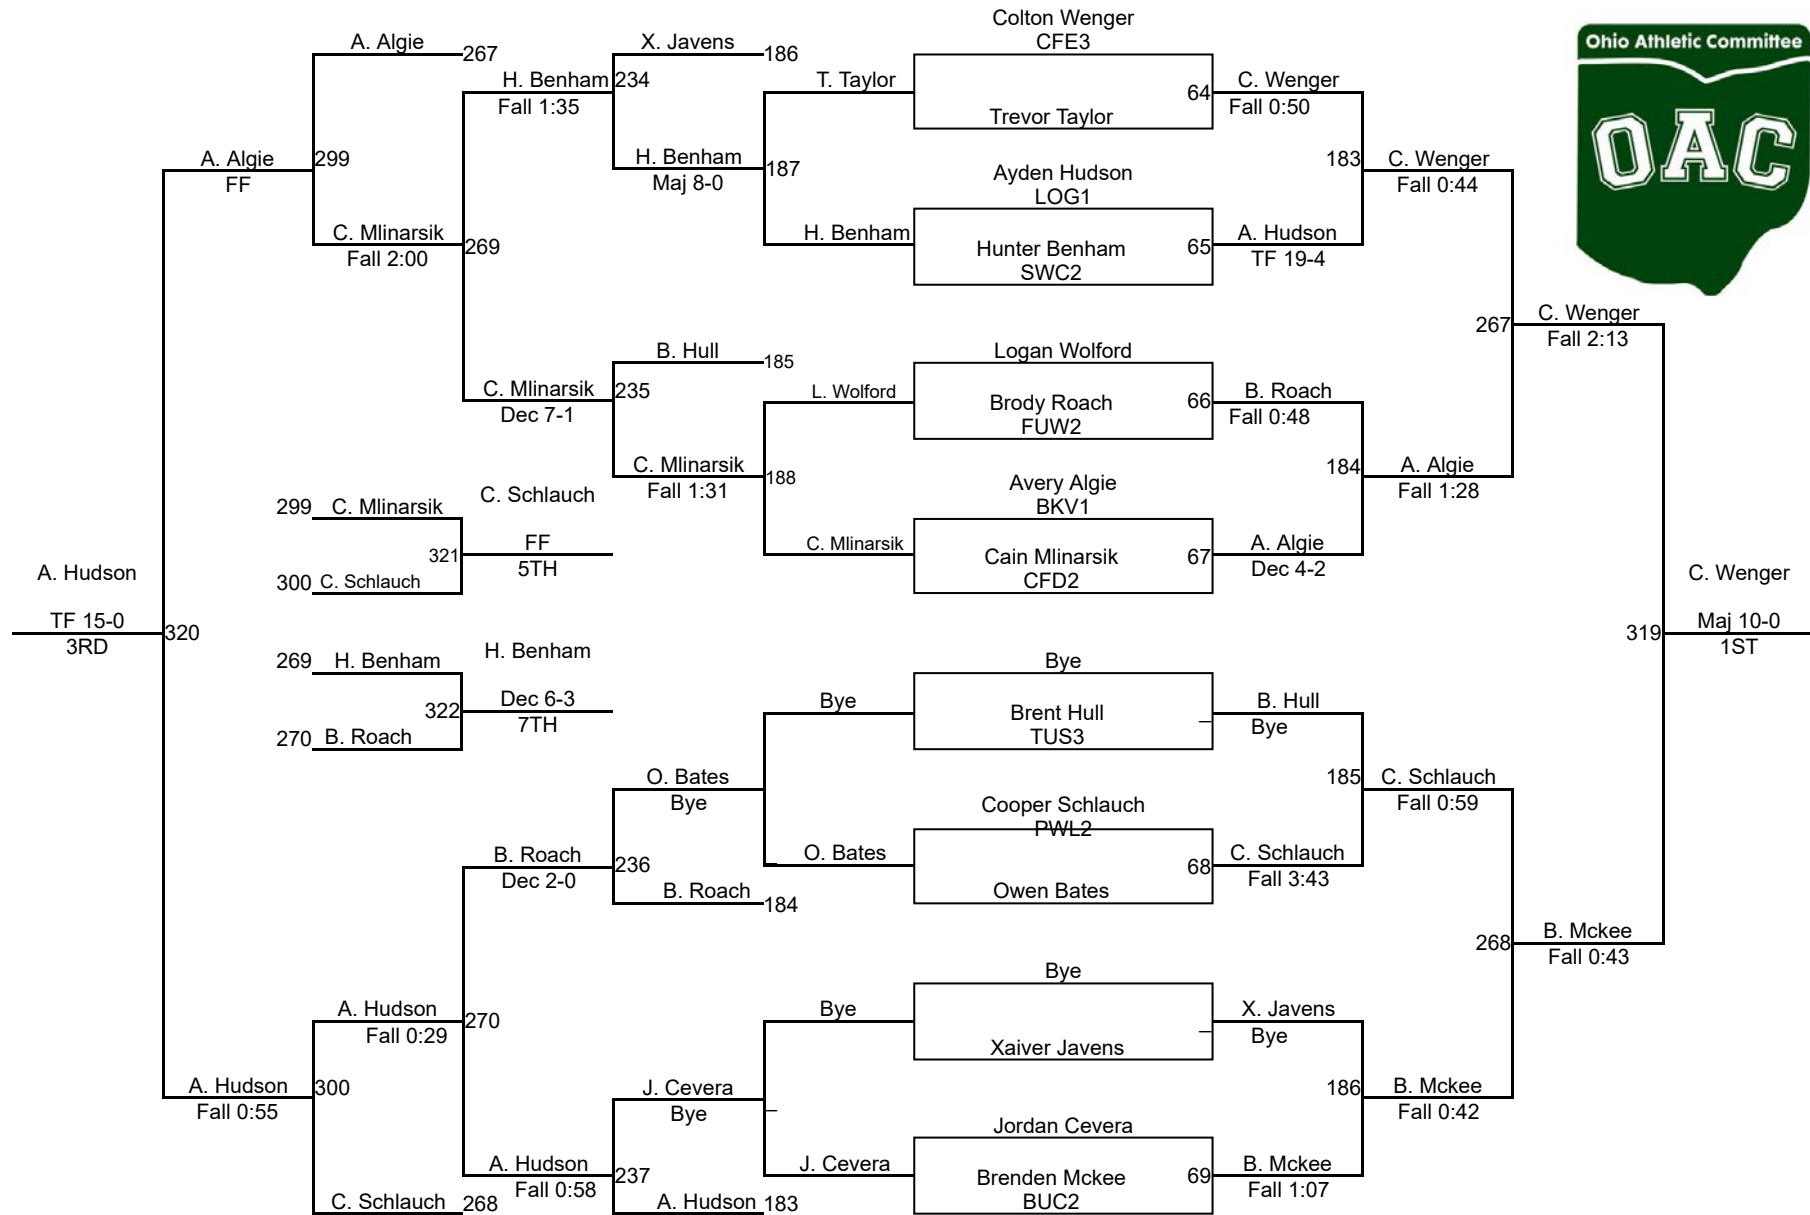 Colton Wenger
CFE3
Ohio Athletic Committee
OAC
A. Algie
267
X. Javens
186
H. Benham
234
Fall 1:35
T. Taylor
64
Trevor Taylor
C. Wenger
Fall 0:50
A. Algie
299
FF
H. Benham
187
Maj 8-0
Ayden Hudson
LOG1
183
C. Wenger
Fall 0:44
C. Mlinarsik
269
Fall 2:00
H. Benham
Hunter Benham
SWC2
65
A. Hudson
TF 19-4
267
C. Wenger
Fall 2:13
B. Hull
185
Logan Wolford
C. Mlinarsik
235
Dec 7-1
L. Wolford
Brody Roach
FUW2
66
B. Roach
Fall 0:48
C. Mlinarsik
188
Fall 1:31
184
A. Algie
Fall 1:28
299
C. Mlinarsik
C. Schlauch
Avery Algie
BKV1
321
FF
5TH
C. Mlinarsik
Cain Mlinarsik
CFD2
67
A. Algie
Dec 4-2
300
C. Schlauch
A. Hudson
TF 15-0
3RD
320
C. Wenger
319
Maj 10-0
1ST
269
H. Benham
H. Benham
322
Dec 6-3
7TH
270
B. Roach
Bye
Bye
Brent Hull
TUS3
_
B. Hull
Bye
O. Bates
Bye
185
C. Schlauch
Fall 0:59
Cooper Schlauch
PWL2
B. Roach
236
Dec 2-0
_
O. Bates
68
Owen Bates
C. Schlauch
Fall 3:43
B. Roach
184
268
B. Mckee
Fall 0:43
Bye
A. Hudson
270
Fall 0:29
Bye
_
Xaiver Javens
X. Javens
Bye
A. Hudson
300
Fall 0:55
J. Cevera
Bye
_
186
B. Mckee
Fall 0:42
Jordan Cevera
A. Hudson
237
Fall 0:58
J. Cevera
Brenden Mckee
BUC2
69
B. Mckee
Fall 1:07
C. Schlauch
268
A. Hudson
183